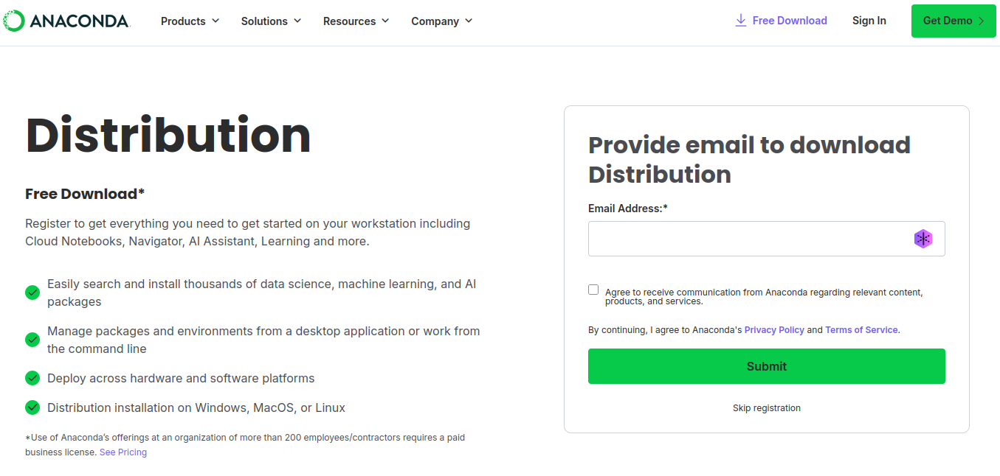 ANACONDA.
Products Solutions Resources Company Free Download Sign In Get Demo
Distribution
Free Download*
Register to get everything you need to get started on your workstation including
Cloud Notebooks, Navigator, AI Assistant, Learning and more.
Easily search and install thousands of data science, machine learning, and AI
packages
Manage packages and environments from a desktop application or work from
the command line
Deploy across hardware and software platforms
Distribution installation on Windows, MacOS, or Linux
*Use of Anaconda’s offerings at an organization of more than 200 employees/contractors requires a paid
business license. See Pricing
Provide email to download
Distribution
Email Address:*
Agree to receive communication from Anaconda regarding relevant content,
products, and services.
By continuing, I agree to Anaconda's Privacy Policy and Terms of Service.
Submit
Skip registration